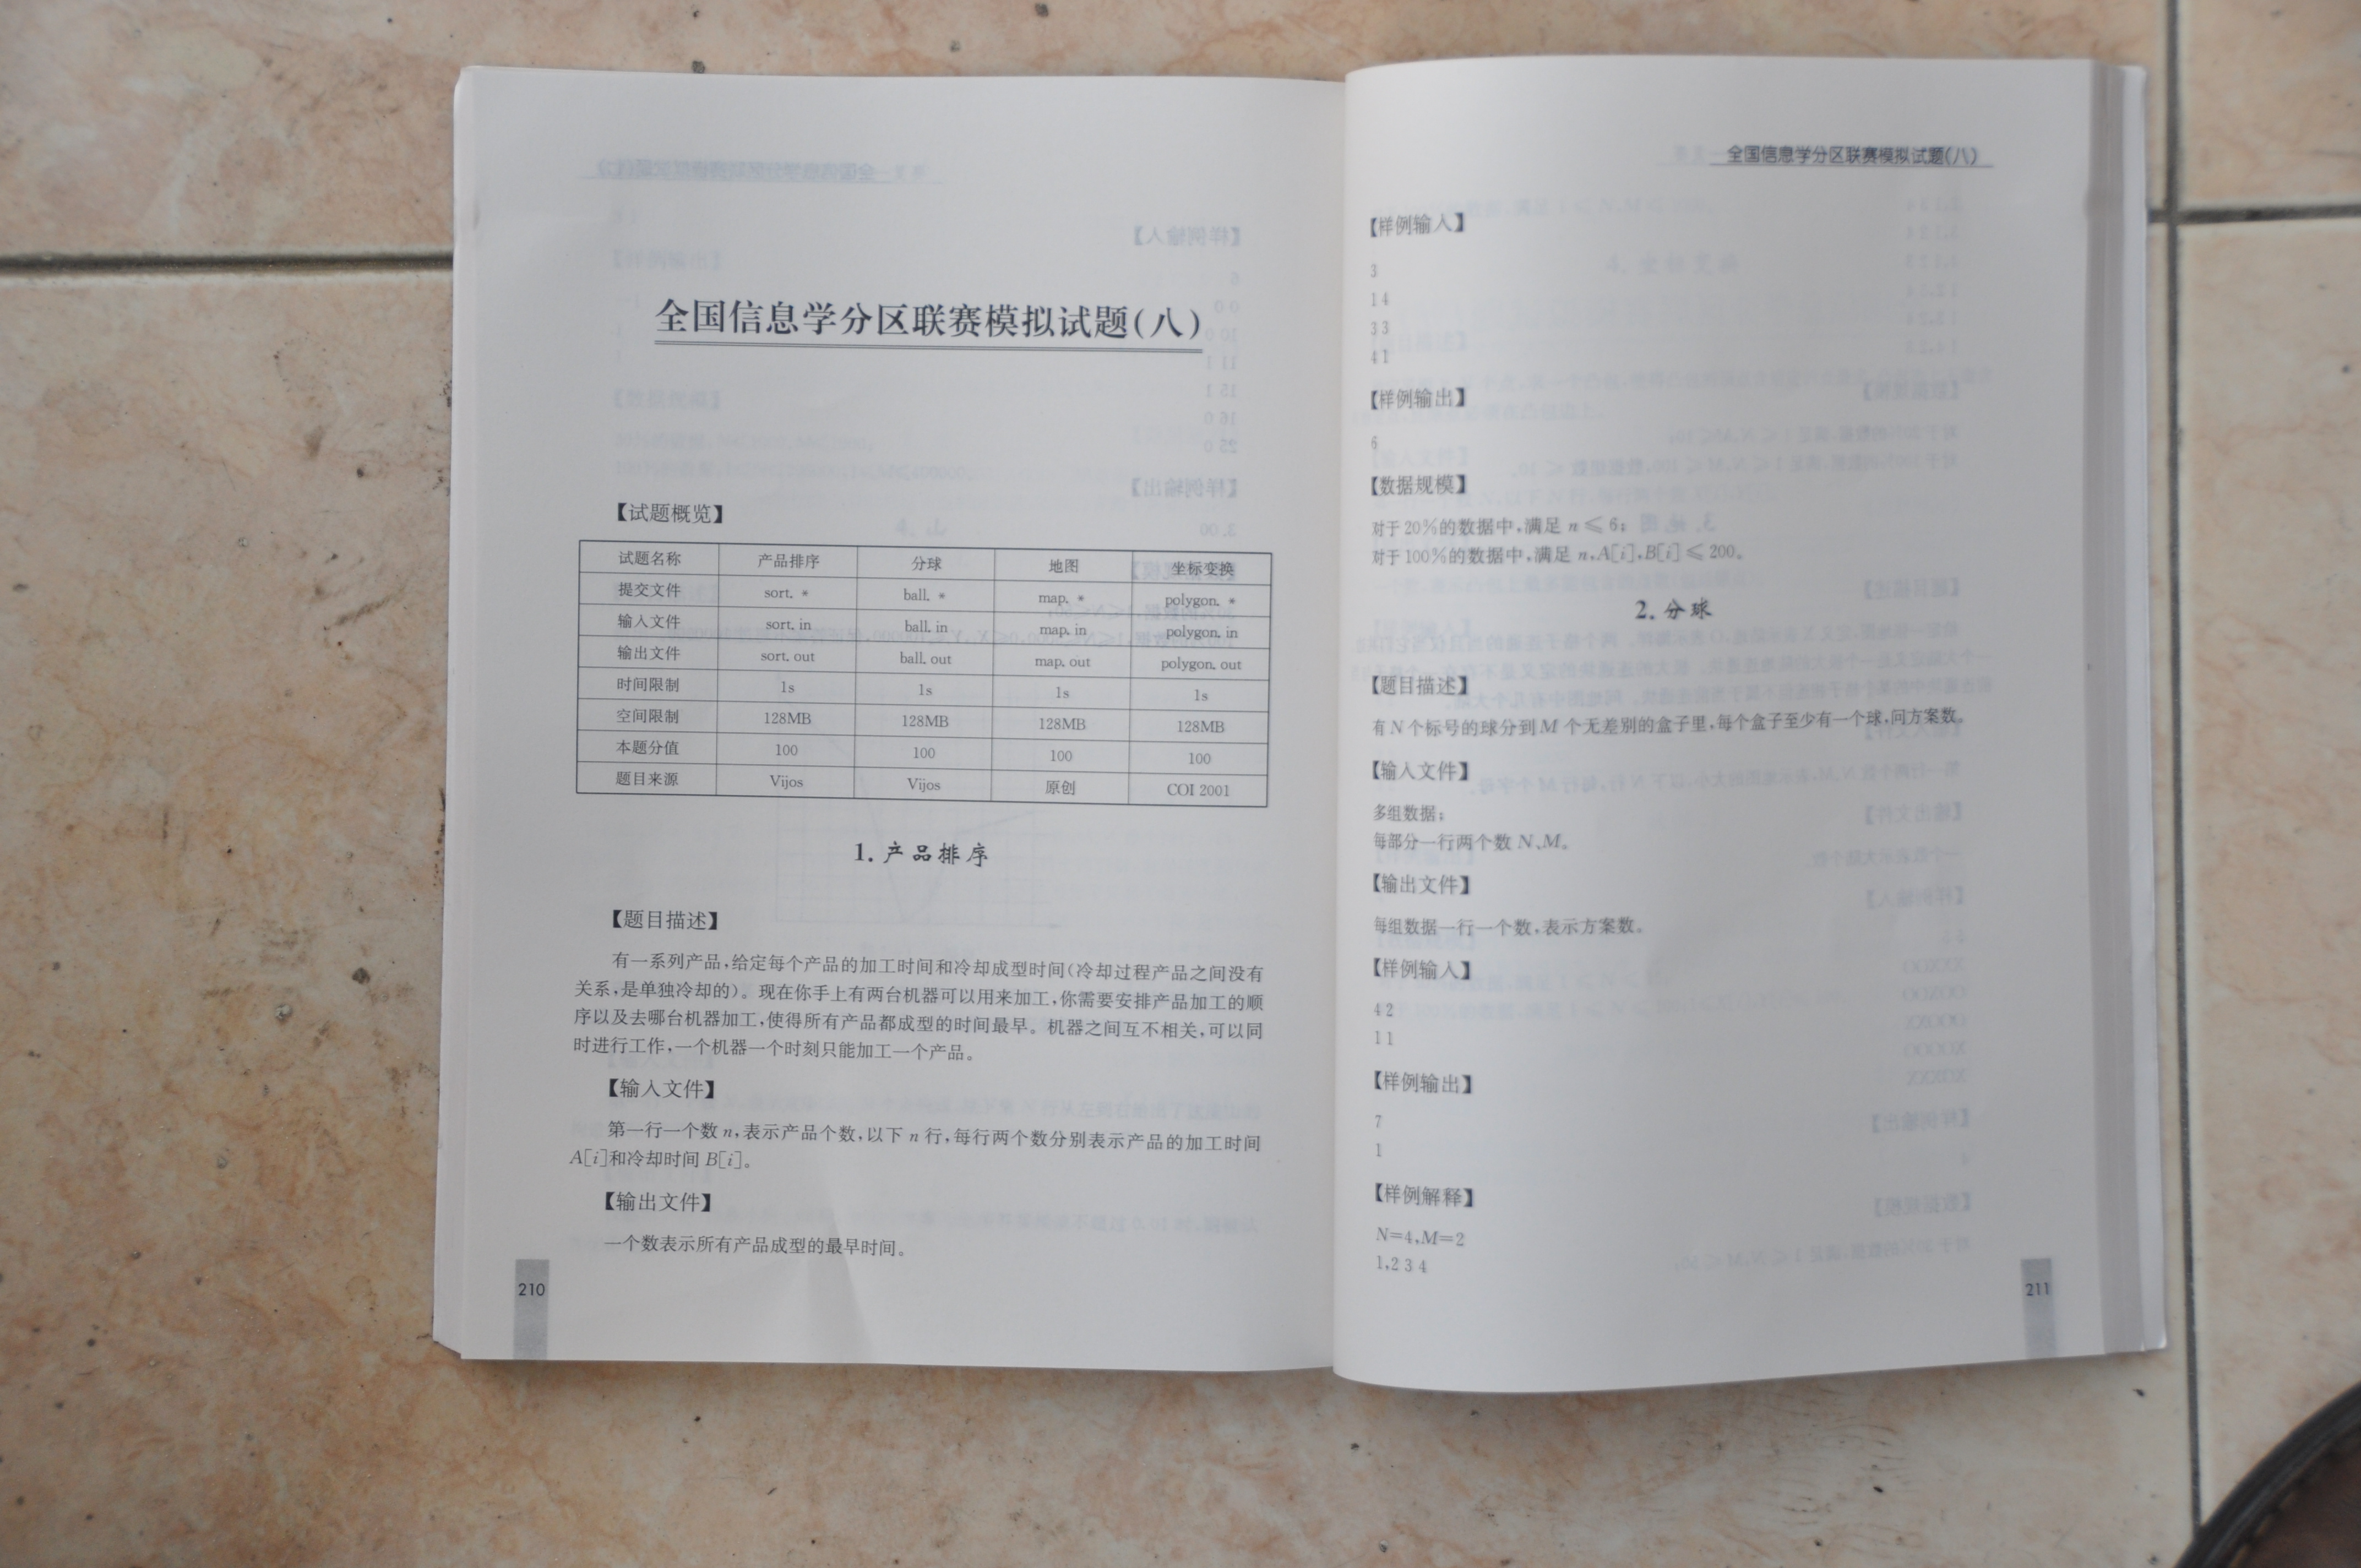 全国信息学分区联赛模拟试题(八)
【试题概览】
试题名称 产品排序 分球 地图 坐标变换
提交文件 sort. * ball. * map. * polygon. *
输入文件 sort. in ball. in map. in polygon. in
输出文件 sort. out ball. out map. out polygon. out
时间限制 1s 1s 1s 1s
空间限制 128MB 128MB 128MB 128MB
本题分值 100 100 100 100
题目来源 Vijos Vijos 原创 COI 2001
1. 产品排序
【题目描述】
有一系列产品,给定每个产品的加工时间和冷却成型时间(冷却过程产品之间没有
关系,是单独冷却的)。现在你手上有两台机器可以用来加工,你需要安排产品加工的顺
序以及去哪台机器加工,使得所有产品都成型的时间最早。机器之间互不相关,可以同
时进行工作,一个机器一个时刻只能加工一个产品。
【输入文件】
第一行一个数 n,表示产品个数,以下 n 行,每行两个数分别表示产品的加工时间
A[i]和冷却时间 B[i]。
【输出文件】
一个数表示所有产品成型的最早时间。
210
全国信息学分区联赛模拟试题(八)
【样例输入】
3
1 4
3 3
4 1
【样例输出】
6
【数据规模】
对于 20%的数据中,满足 n≤6;
对于 100%的数据中,满足 n,A[i],B[i]≤200。
2. 分球
【题目描述】
有 N 个标号的球分到 M 个无差别的盒子里,每个盒子至少有一个球,问方案数。
【输入文件】
多组数据;
每部分一行两个数 N、M。
【输出文件】
每组数据一行一个数,表示方案数。
【样例输入】
4 2
1 1
【样例输出】
7
1
【样例解释】
N=4,M=2
1,2 3 4
211